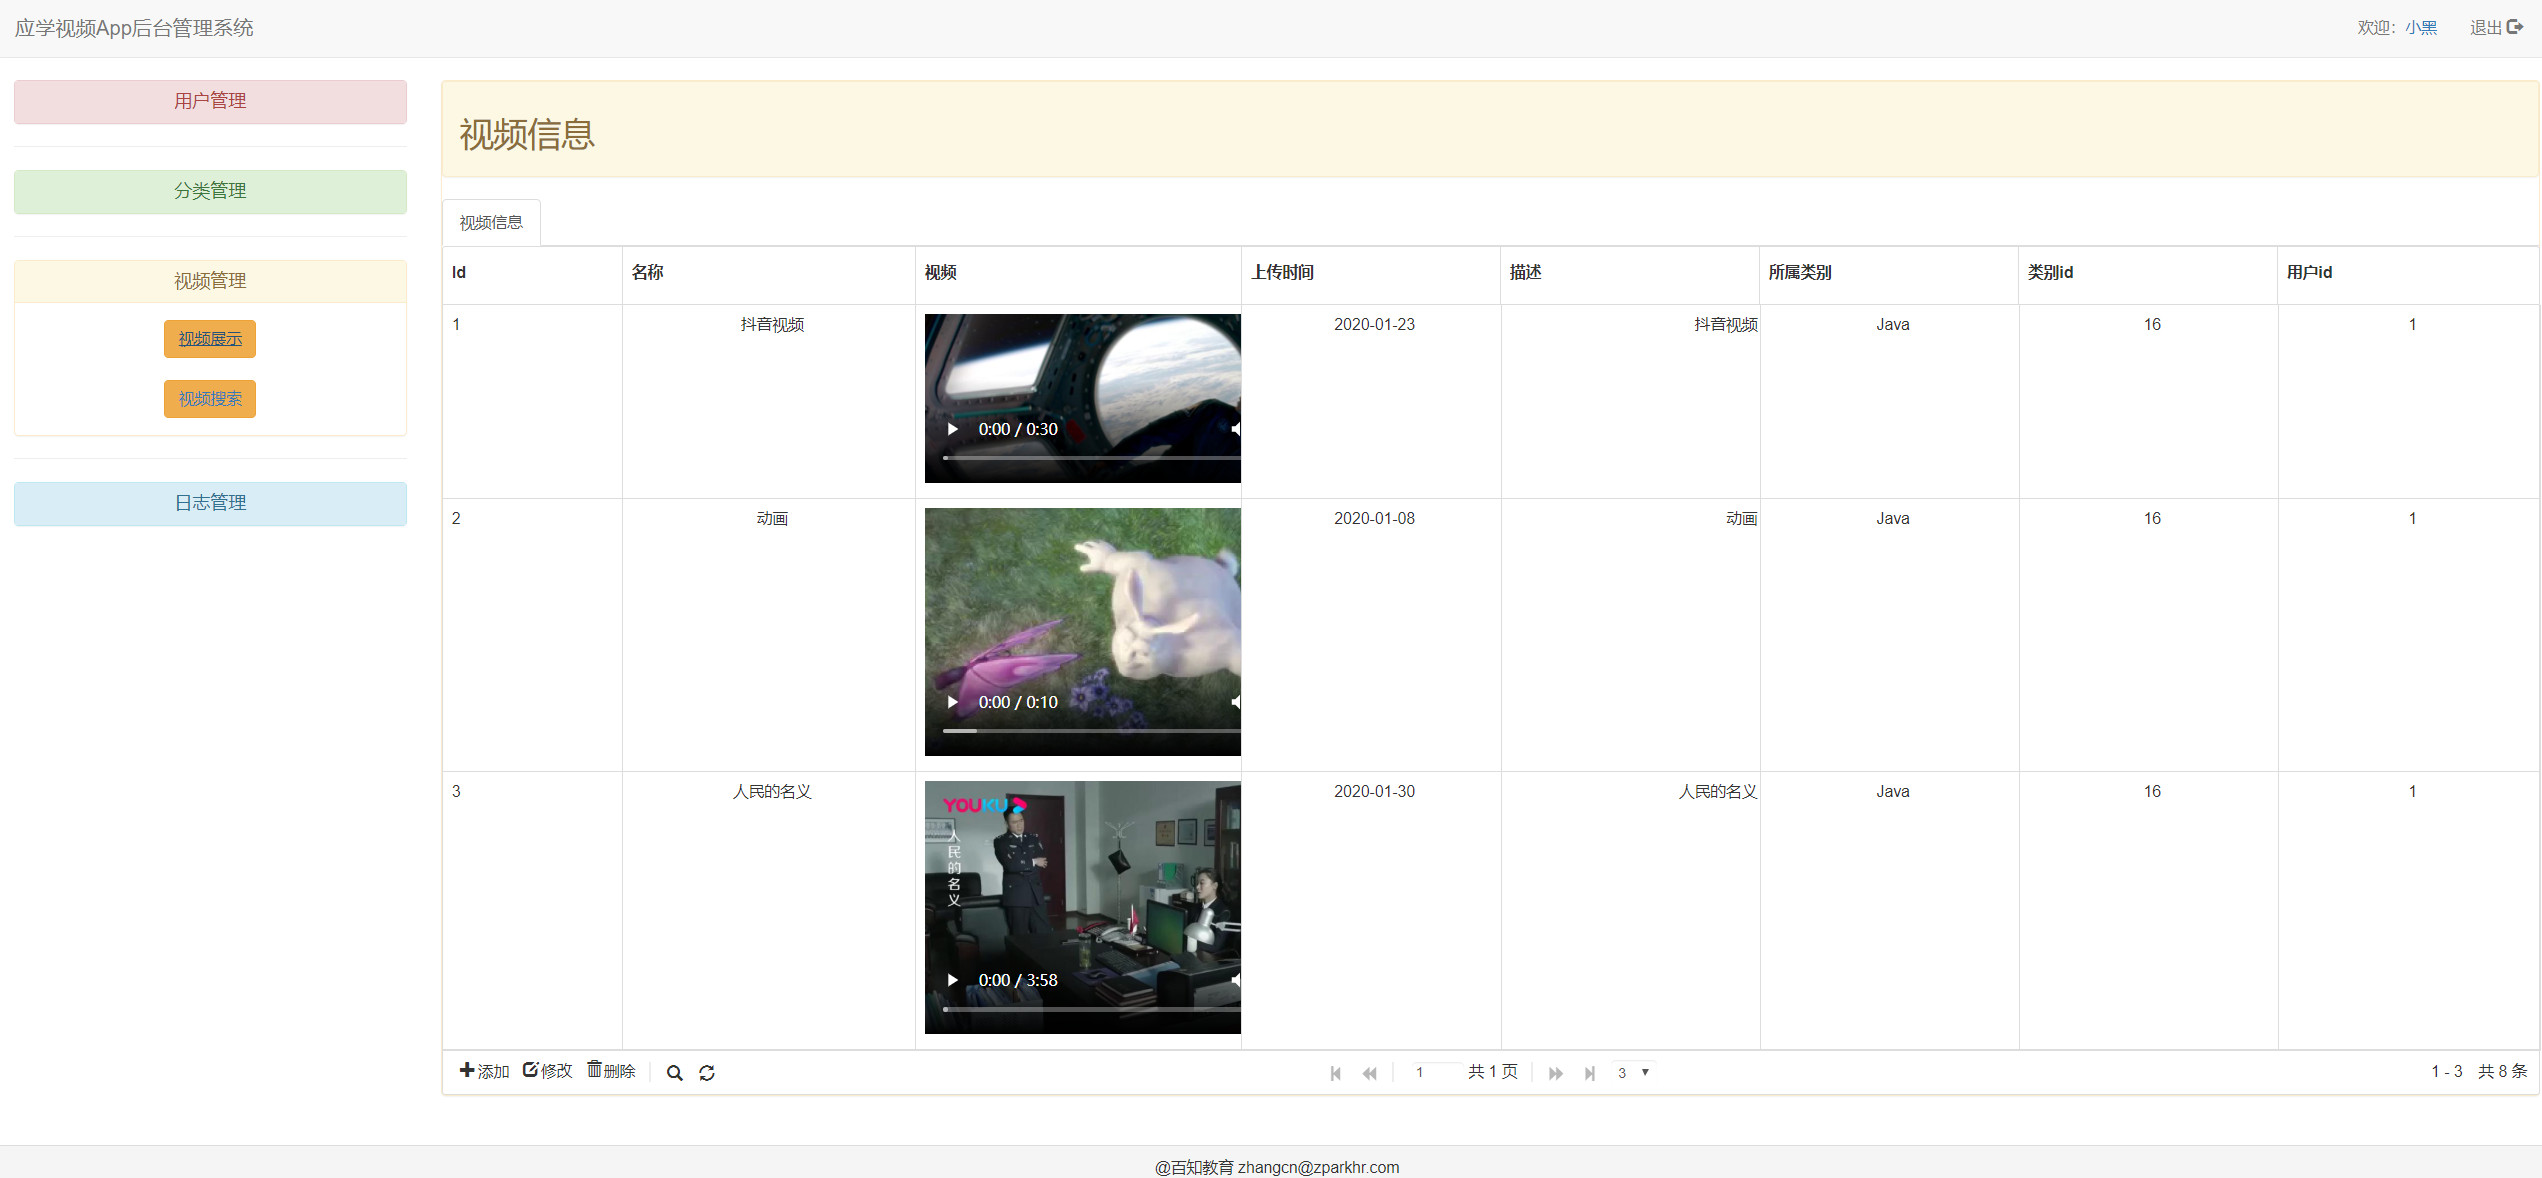 应学视频App后台管理系统
欢迎：小黑 退出
用户管理
分类管理
视频管理
视频展示
视频搜索
日志管理
视频信息
视频信息
Id 名称 视频 上传时间 描述 所属类别 类别id 用户id
1 抖音视频 2020-01-23 抖音视频 Java 16 1
0:00 / 0:30
2 动画 2020-01-08 动画 Java 16 1
0:00 / 0:10
3 人民的名义 2020-01-30 人民的名义 Java 16 1
YOUKU
人民的名义
0:00 / 3:58
添加 修改 删除 1 共 1 页 3 1 - 3 共 8 条
@百知教育 zhangcn@zparkhr.com